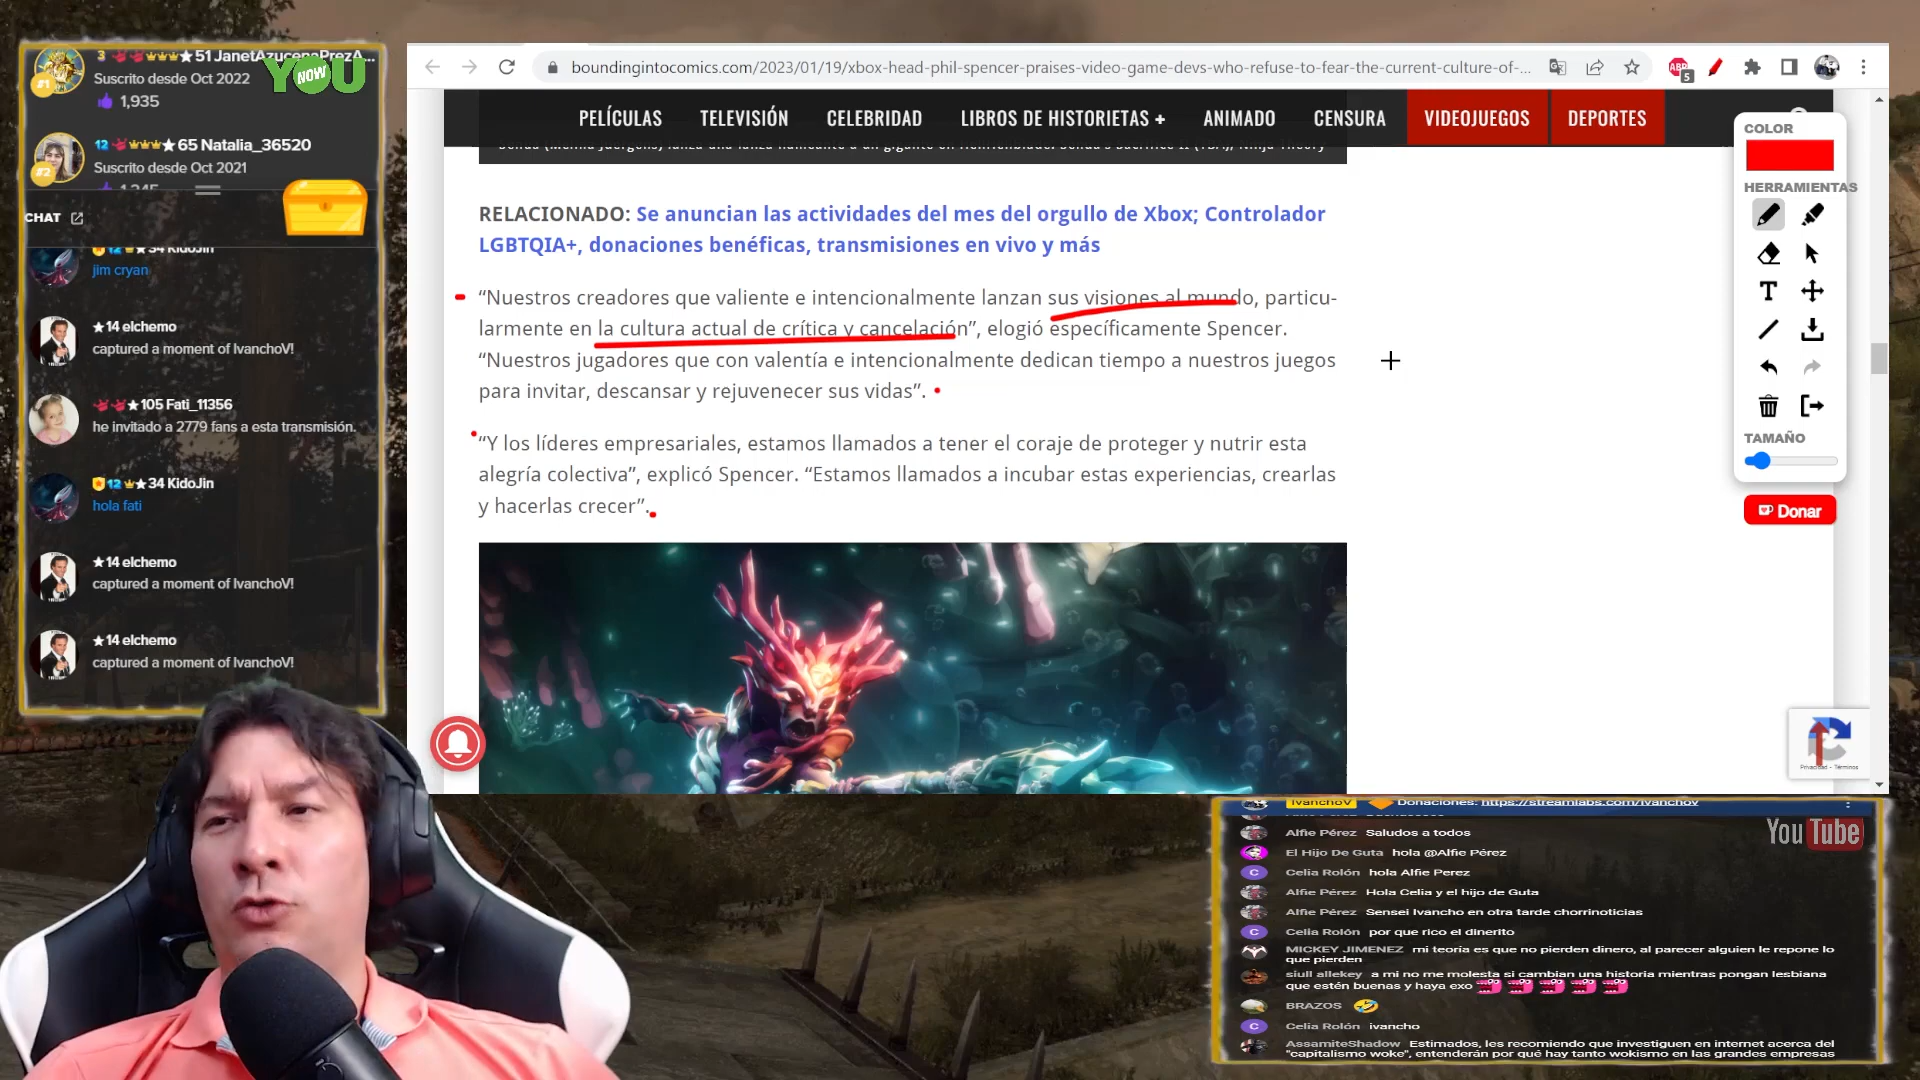 3 ★51 JanetAzucenaPrezA...
Suscrito desde Oct 2022
1,935
YOU
NOW
#1
12 ★65 Natalia_36520
Suscrito desde Oct 2021
#2
CHAT
12 ★34 KidoJin
jim cryan
★14 elchemo
captured a moment of IvanchoV!
★105 Fati_11356
he invitado a 2779 fans a esta transmisión.
12 ★34 KidoJin
hola fati
★14 elchemo
captured a moment of IvanchoV!
★14 elchemo
captured a moment of IvanchoV!
boundingintocomics.com/2023/01/19/xbox-head-phil-spencer-praises-video-game-devs-who-refuse-to-fear-the-current-culture-of-...
ABP
5
PELÍCULAS TELEVISIÓN CELEBRIDAD LIBROS DE HISTORIETAS + ANIMADO CENSURA VIDEOJUEGOS DEPORTES
RELACIONADO: Se anuncian las actividades del mes del orgullo de Xbox; Controlador
LGBTQIA+, donaciones benéficas, transmisiones en vivo y más
“Nuestros creadores que valiente e intencionalmente lanzan sus visiones al mundo, particu-
larmente en la cultura actual de crítica y cancelación”, elogió específicamente Spencer.
“Nuestros jugadores que con valentía e intencionalmente dedican tiempo a nuestros juegos
para invitar, descansar y rejuvenecer sus vidas”.
“Y los líderes empresariales, estamos llamados a tener el coraje de proteger y nutrir esta
alegría colectiva”, explicó Spencer. “Estamos llamados a incubar estas experiencias, crearlas
y hacerlas crecer”.
COLOR
HERRAMIENTAS
T
TAMAÑO
Donar
Privacidad - Términos
IvanchoV Donaciones: https://streamlabs.com/ivanchov
YouTube
Alfie Pérez Saludos a todos
El Hijo De Guta hola @Alfie Pérez
C Celia Rolón hola Alfie Perez
Alfie Pérez Hola Celia y el hijo de Guta
Alfie Pérez Sensei Ivancho en otra tarde chorrinoticias
C Celia Rolón por que rico el dinerito
MICKEY JIMENEZ mi teoría es que no pierden dinero, al parecer alguien le repone lo
que pierden
siull allekey a mi no me molesta si cambian una historia mientras pongan lesbiana
que estén buenas y haya exo
BRAZOS
C Celia Rolón ivancho
AssamiteShadow Estimados, les recomiendo que investiguen en internet acerca del
"capitalismo woke", entenderán por qué hay tanto wokismo en las grandes empresas